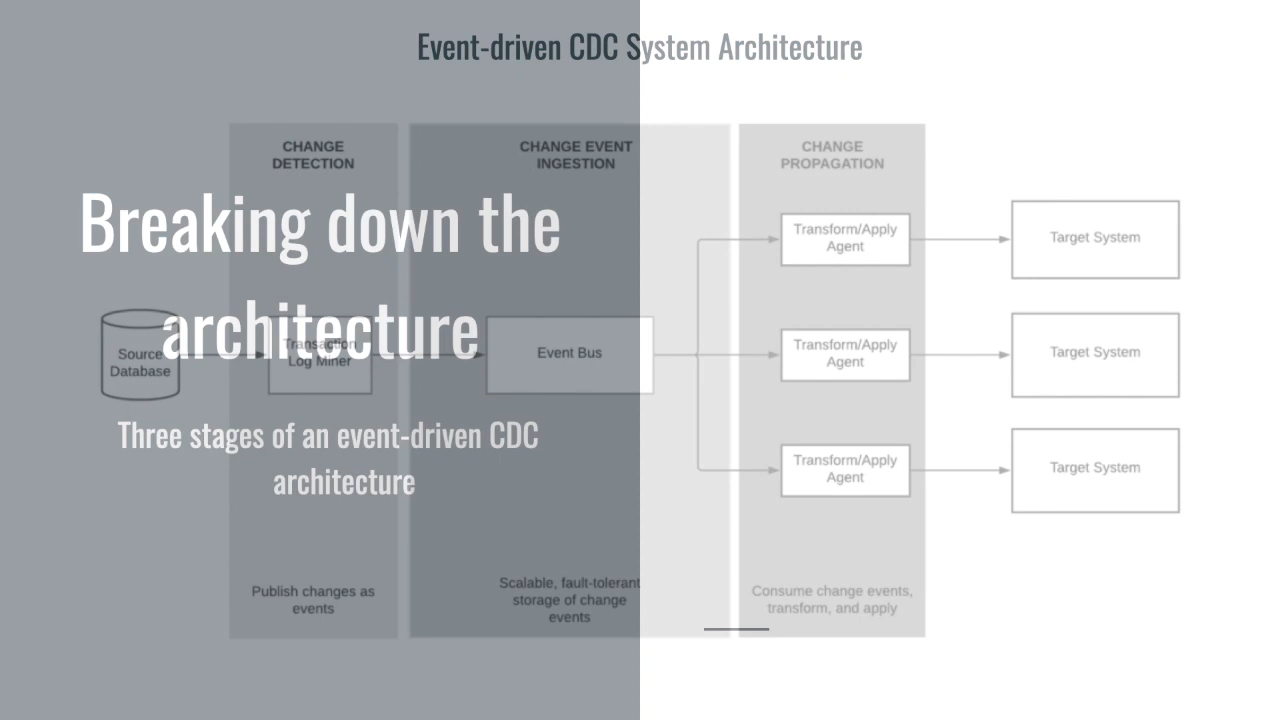 Event-driven CDC System Architecture
CHANGE
DETECTION
CHANGE EVENT
INGESTION
CHANGE
PROPAGATION
Breaking down the
architecture
Three stages of an event-driven CDC
architecture
Source
Database
Transaction
Log Miner
Event Bus
Transform/Apply
Agent
Target System
Transform/Apply
Agent
Target System
Transform/Apply
Agent
Target System
Publish changes as
events
Scalable, fault-tolerant
storage of change
events
Consume change events,
transform, and apply